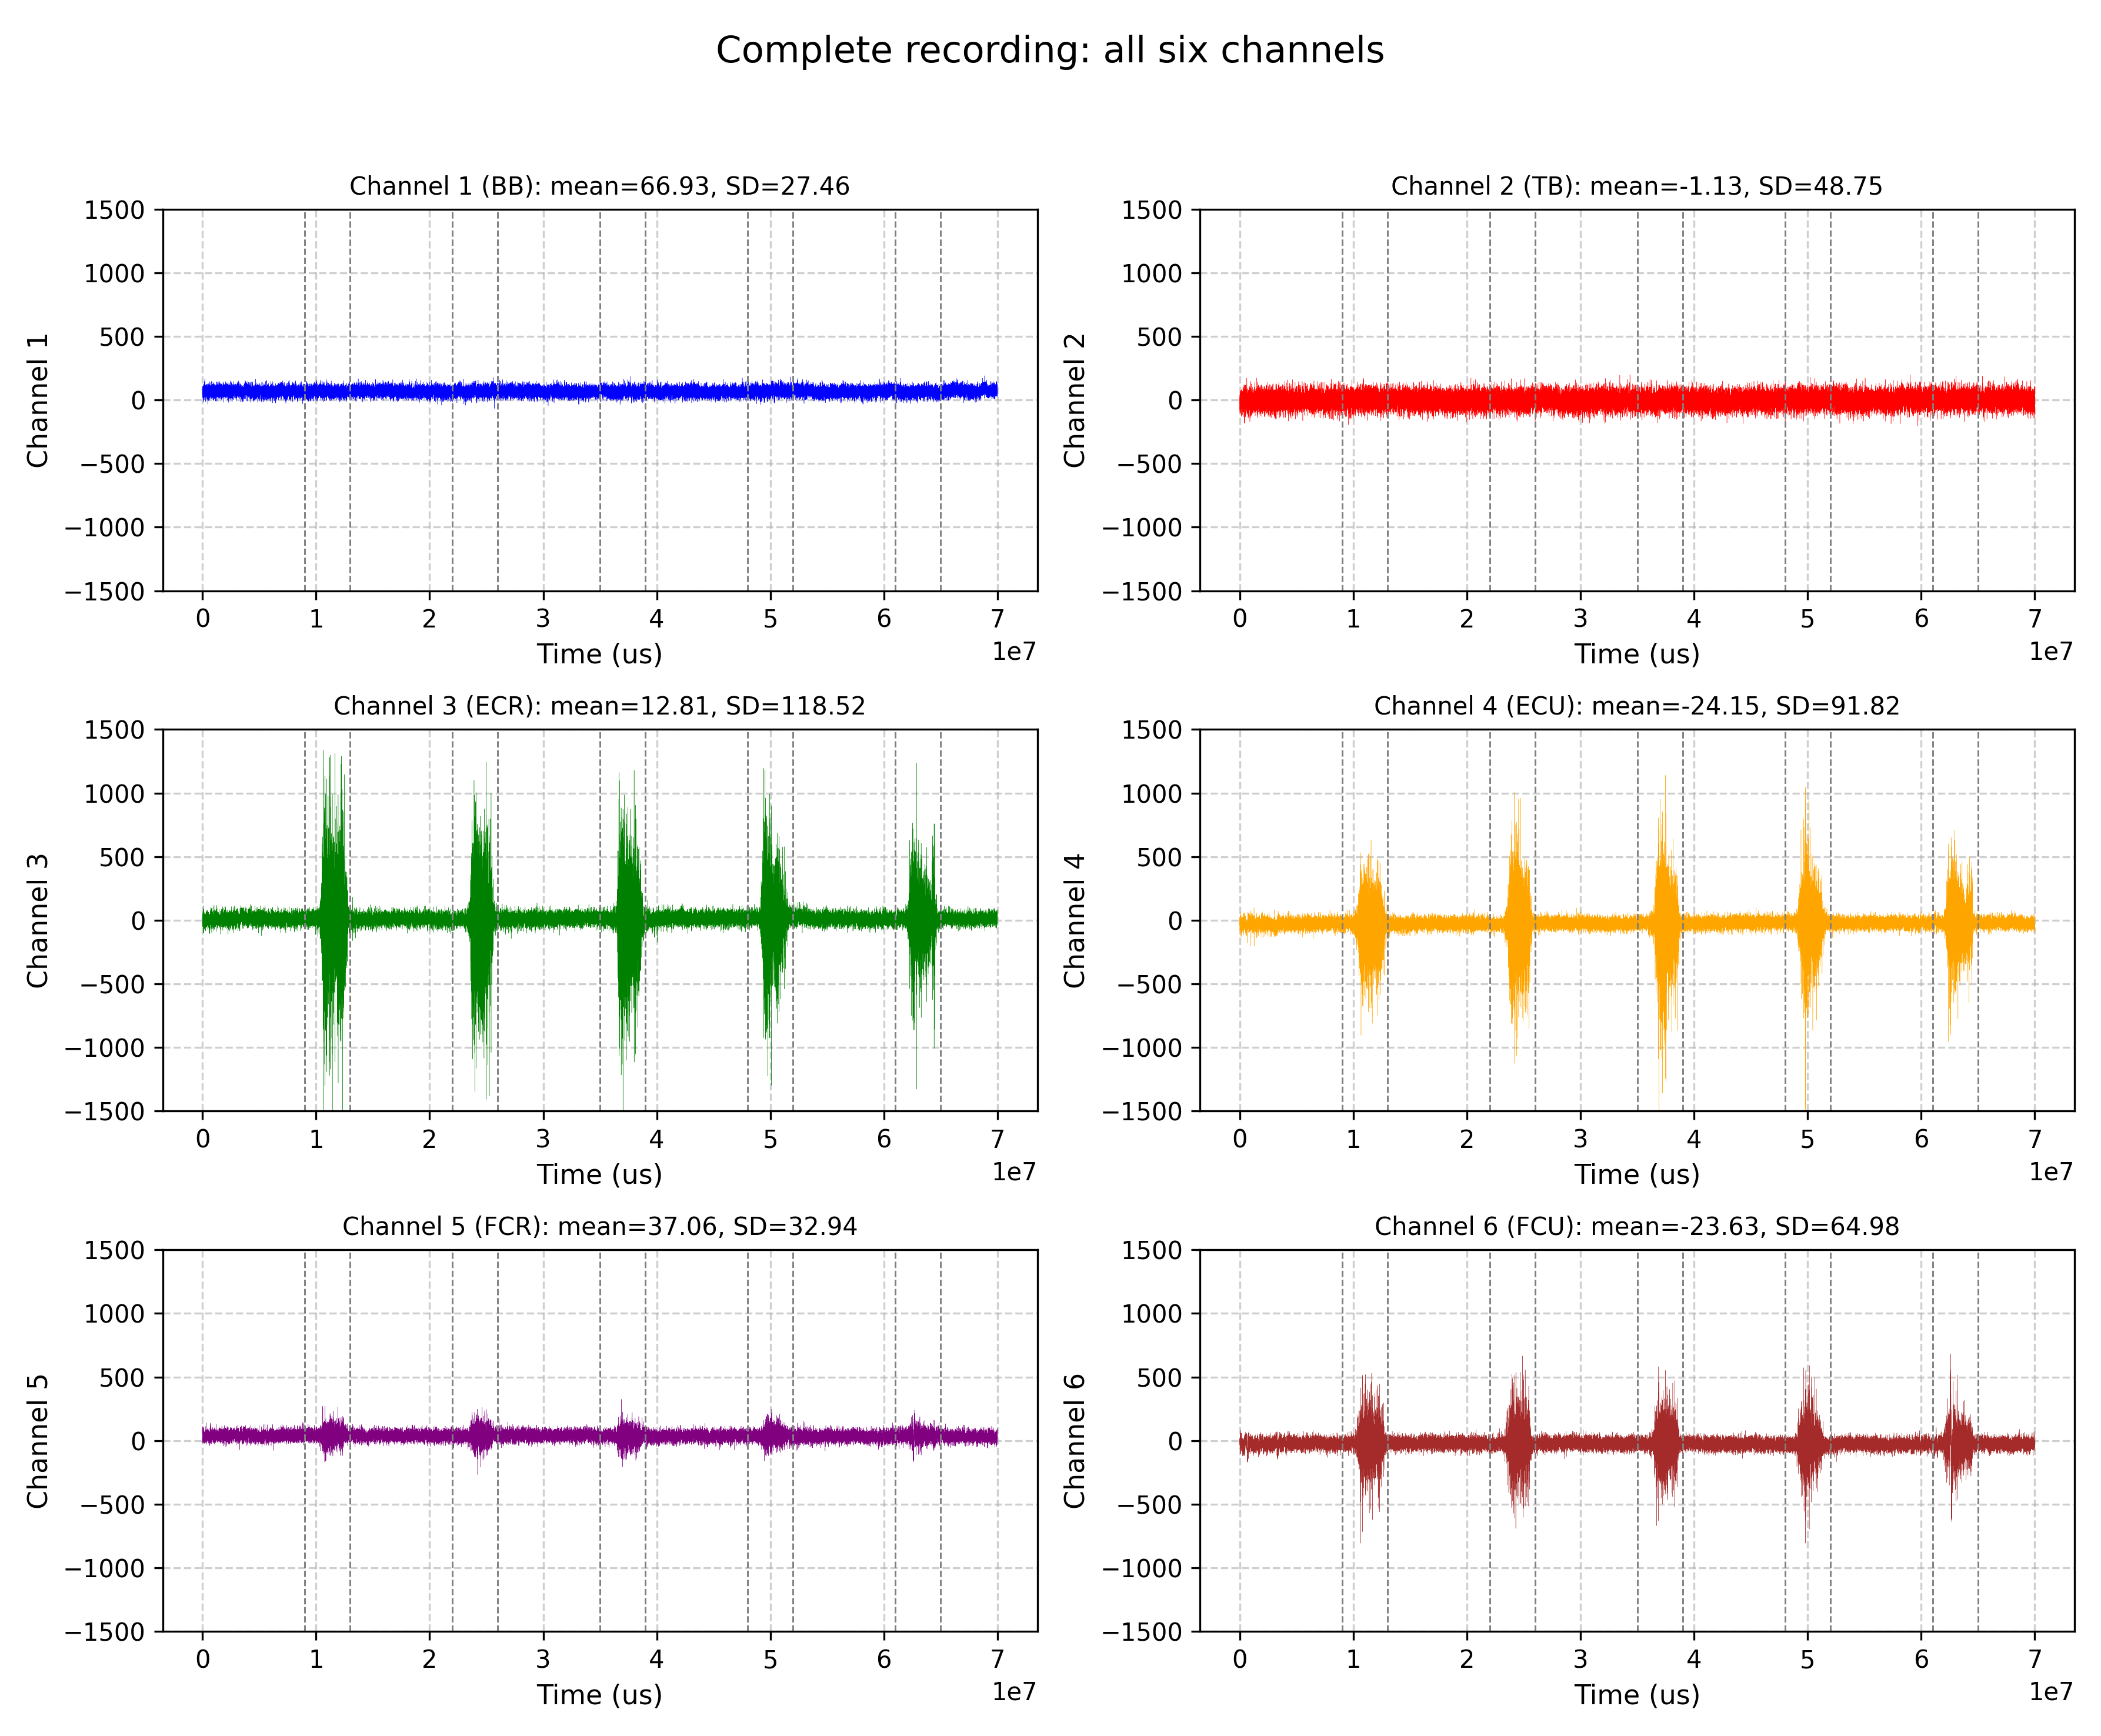 Complete recording: all six channels
Channel 1 (BB): mean=66.93, SD=27.46
1500
1000
500
0
−500
−1000
−1500
Channel 1
0 1 2 3 4 5 6 7
Time (us)
1e7
Channel 2 (TB): mean=-1.13, SD=48.75
1500
1000
500
0
−500
−1000
−1500
Channel 2
0 1 2 3 4 5 6 7
Time (us)
1e7
Channel 3 (ECR): mean=12.81, SD=118.52
1500
1000
500
0
−500
−1000
−1500
Channel 3
0 1 2 3 4 5 6 7
Time (us)
1e7
Channel 4 (ECU): mean=-24.15, SD=91.82
1500
1000
500
0
−500
−1000
−1500
Channel 4
0 1 2 3 4 5 6 7
Time (us)
1e7
Channel 5 (FCR): mean=37.06, SD=32.94
1500
1000
500
0
−500
−1000
−1500
Channel 5
0 1 2 3 4 5 6 7
Time (us)
1e7
Channel 6 (FCU): mean=-23.63, SD=64.98
1500
1000
500
0
−500
−1000
−1500
Channel 6
0 1 2 3 4 5 6 7
Time (us)
1e7